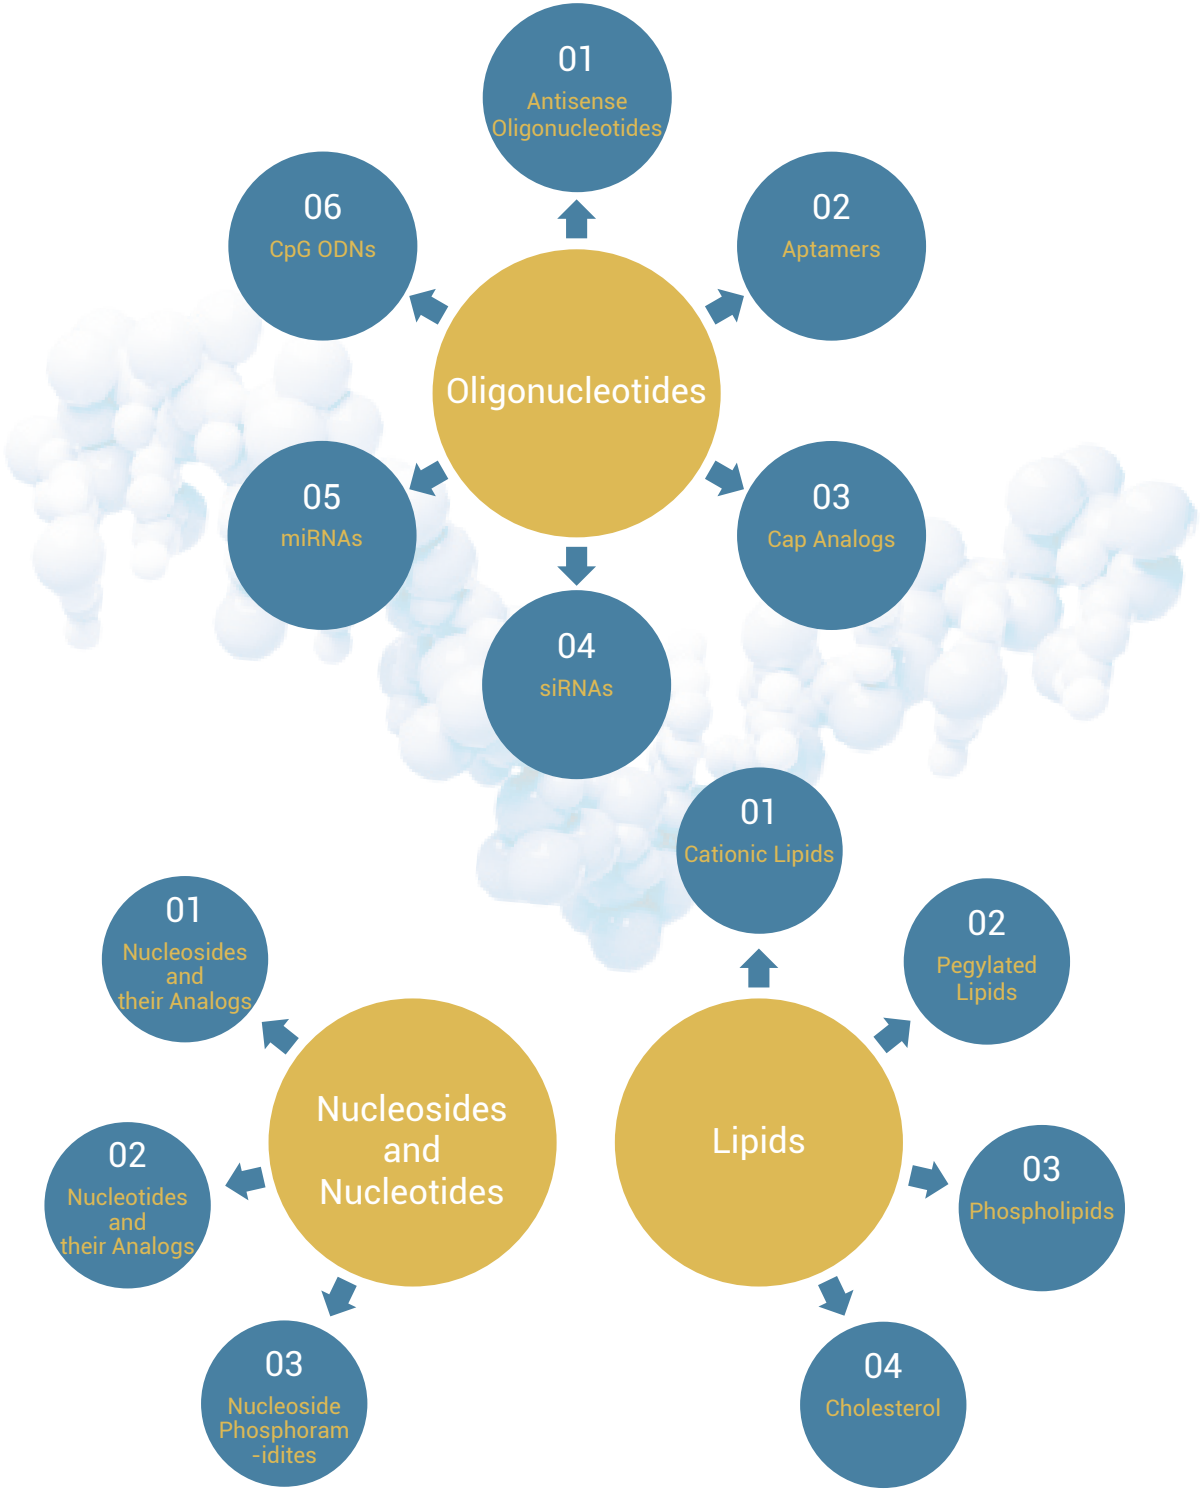 01
Antisense
Oligonucleotides
06
CpG ODNs
02
Aptamers
Oligonucleotides
05
miRNAs
03
Cap Analogs
04
siRNAs
01
Cationic Lipids
01
Nucleosides
and
their Analogs
02
Pegylated
Lipids
Nucleosides
and
Nucleotides
Lipids
02
Nucleotides
and
their Analogs
03
Phospholipids
03
Nucleoside
Phosphoram
-idites
04
Cholesterol